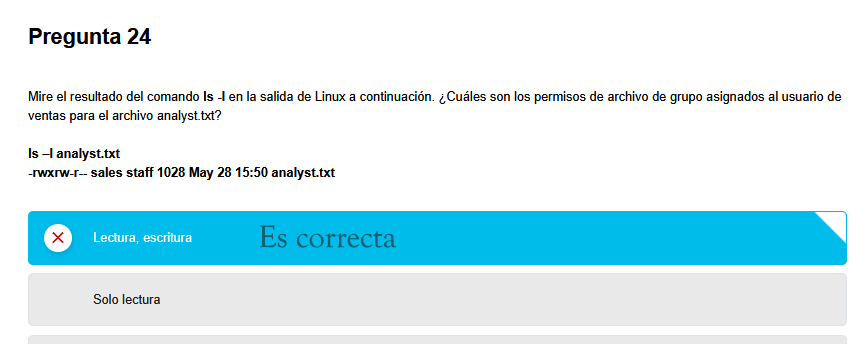 Pregunta 24
Mire el resultado del comando ls -l en la salida de Linux a continuación. ¿Cuáles son los permisos de archivo de grupo asignados al usuario de
ventas para el archivo analyst.txt?
ls –l analyst.txt
-rwxrw-r-- sales staff 1028 May 28 15:50 analyst.txt
Lectura, escritura Es correcta
Solo lectura